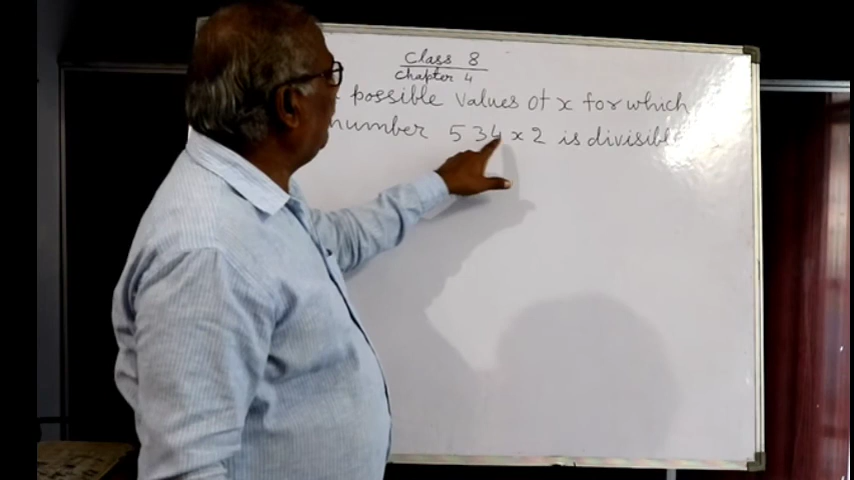 Class 8
Chapter 4
possible values of x for which
number 534x2 is divisible